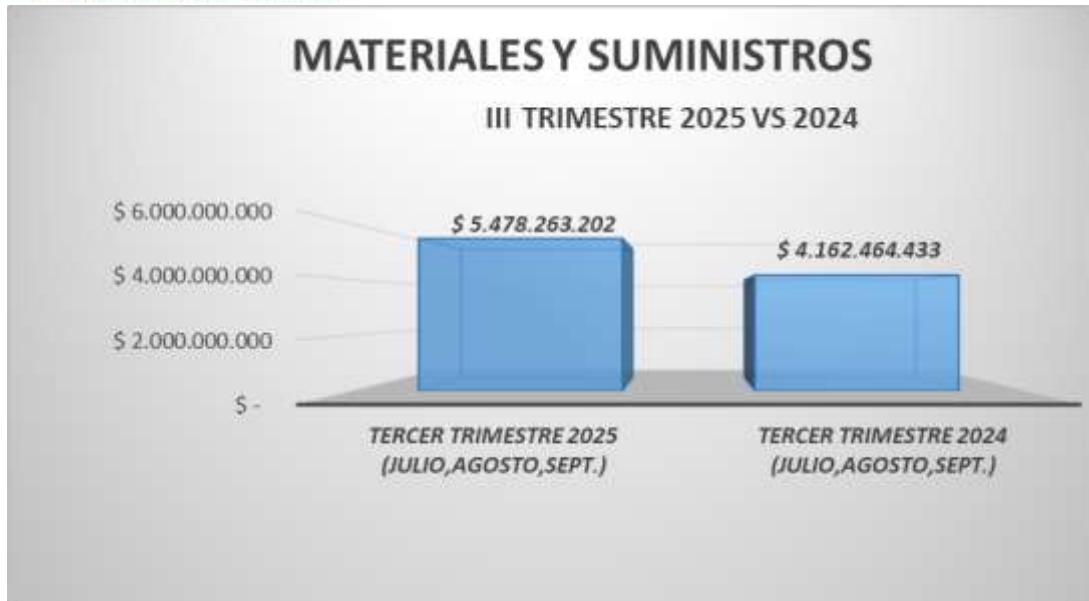 MATERIALES Y SUMINISTROS
III TRIMESTRE 2025 VS 2024
$ 6.000.000.000
$ 4.000.000.000
$ 2.000.000.000
$ -
$ 5.478.263.202
$ 4.162.464.433
TERCER TRIMESTRE 2025
(JULIO,AGOSTO,SEPT.)
TERCER TRIMESTRE 2024
(JULIO,AGOSTO,SEPT.)